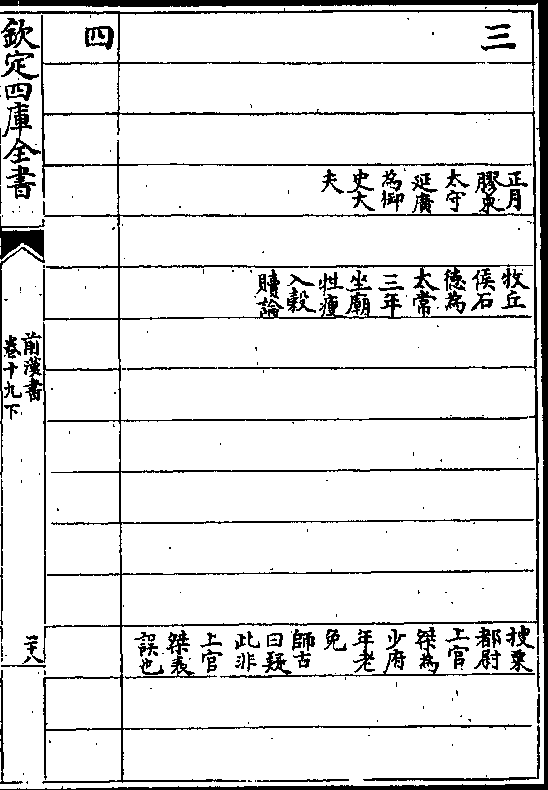 三
正月
膠東
太守
延廣
為御
史大
夫
牧丘
侯石
德為
太常
三年
坐廟
牲瘦
入榖
贖論
搜粟
都尉
上官
桀為
少府
年老
免
師古
曰疑
此非
上官
桀表
誤也
四
欽定四庫全書
前漢書
卷十九下
二十八